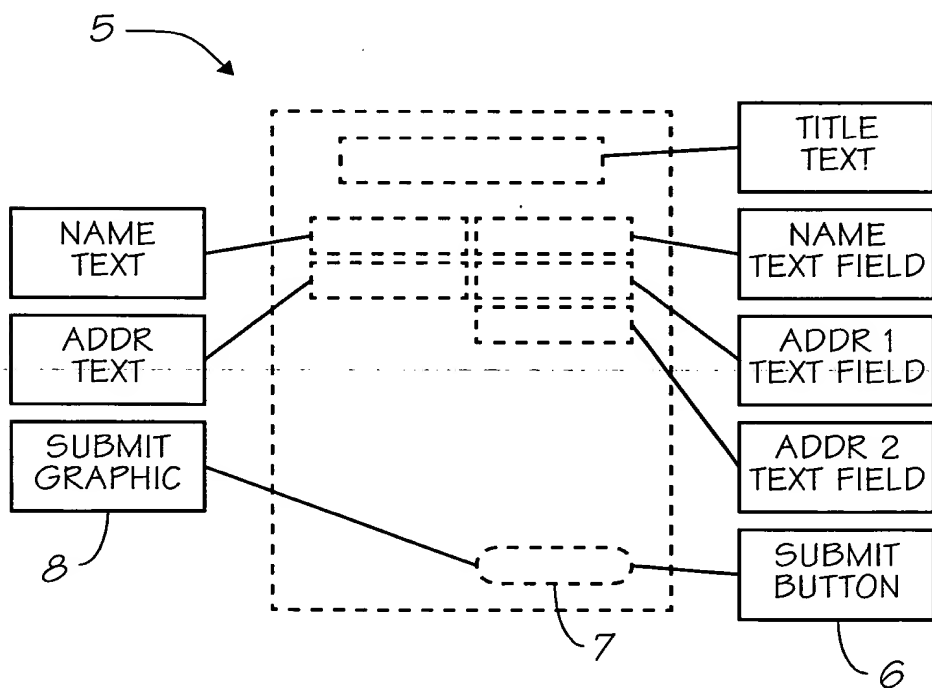 5
TITLE
TEXT
NAME
TEXT
NAME
TEXT FIELD
ADDR
TEXT
ADDR 1
TEXT FIELD
SUBMIT
GRAPHIC
ADDR 2
TEXT FIELD
8
SUBMIT
BUTTON
7
6